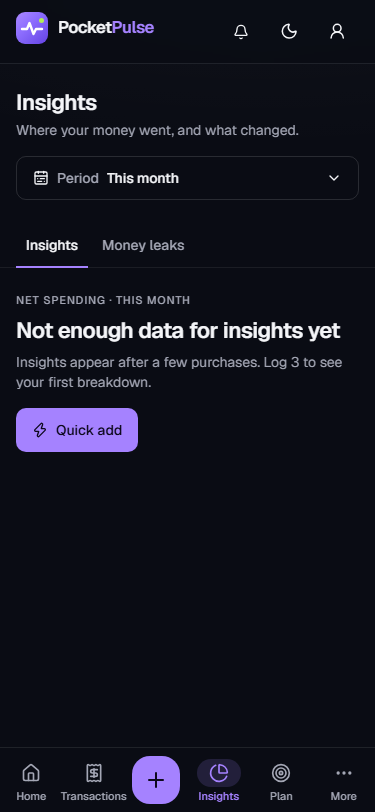 PocketPulse
Insights
Where your money went, and what changed.
Period This month
Insights Money leaks
NET SPENDING · THIS MONTH
Not enough data for insights yet
Insights appear after a few purchases. Log 3 to see
your first breakdown.
Quick add
Home Transactions Insights Plan More